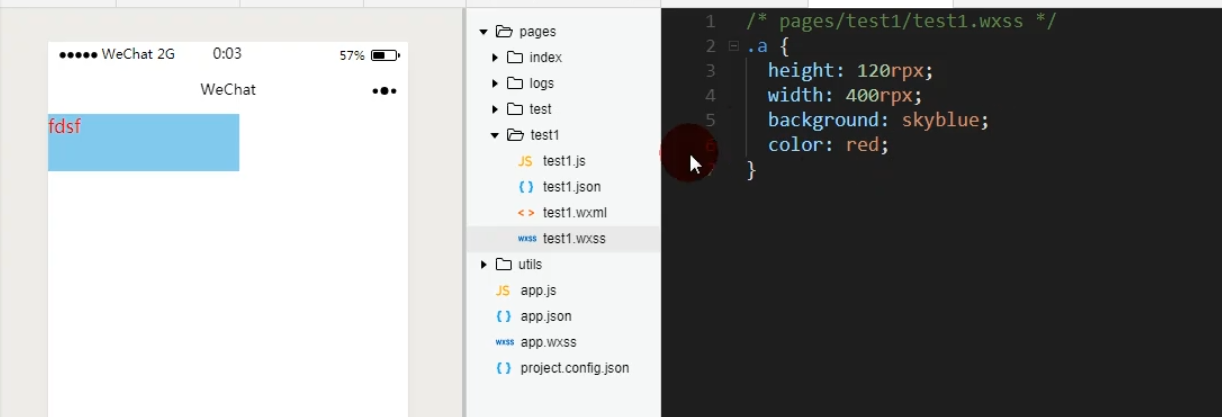 WeChat 2G 0:03 57%
WeChat
fdsf
pages
index
logs
test
test1
JS test1.js
{ } test1.json
< > test1.wxml
wxss test1.wxss
utils
JS app.js
{ } app.json
wxss app.wxss
{ } project.config.json
1 /* pages/test1/test1.wxss */
2 .a {
3 height: 120rpx;
4 width: 400rpx;
5 background: skyblue;
6 color: red;
7 }